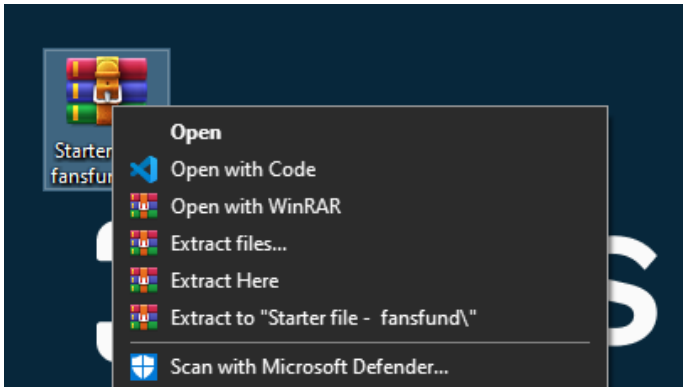 Starter
fansfun
Open
Open with Code
Open with WinRAR
Extract files...
Extract Here
Extract to "Starter file -  fansfund\"
Scan with Microsoft Defender...